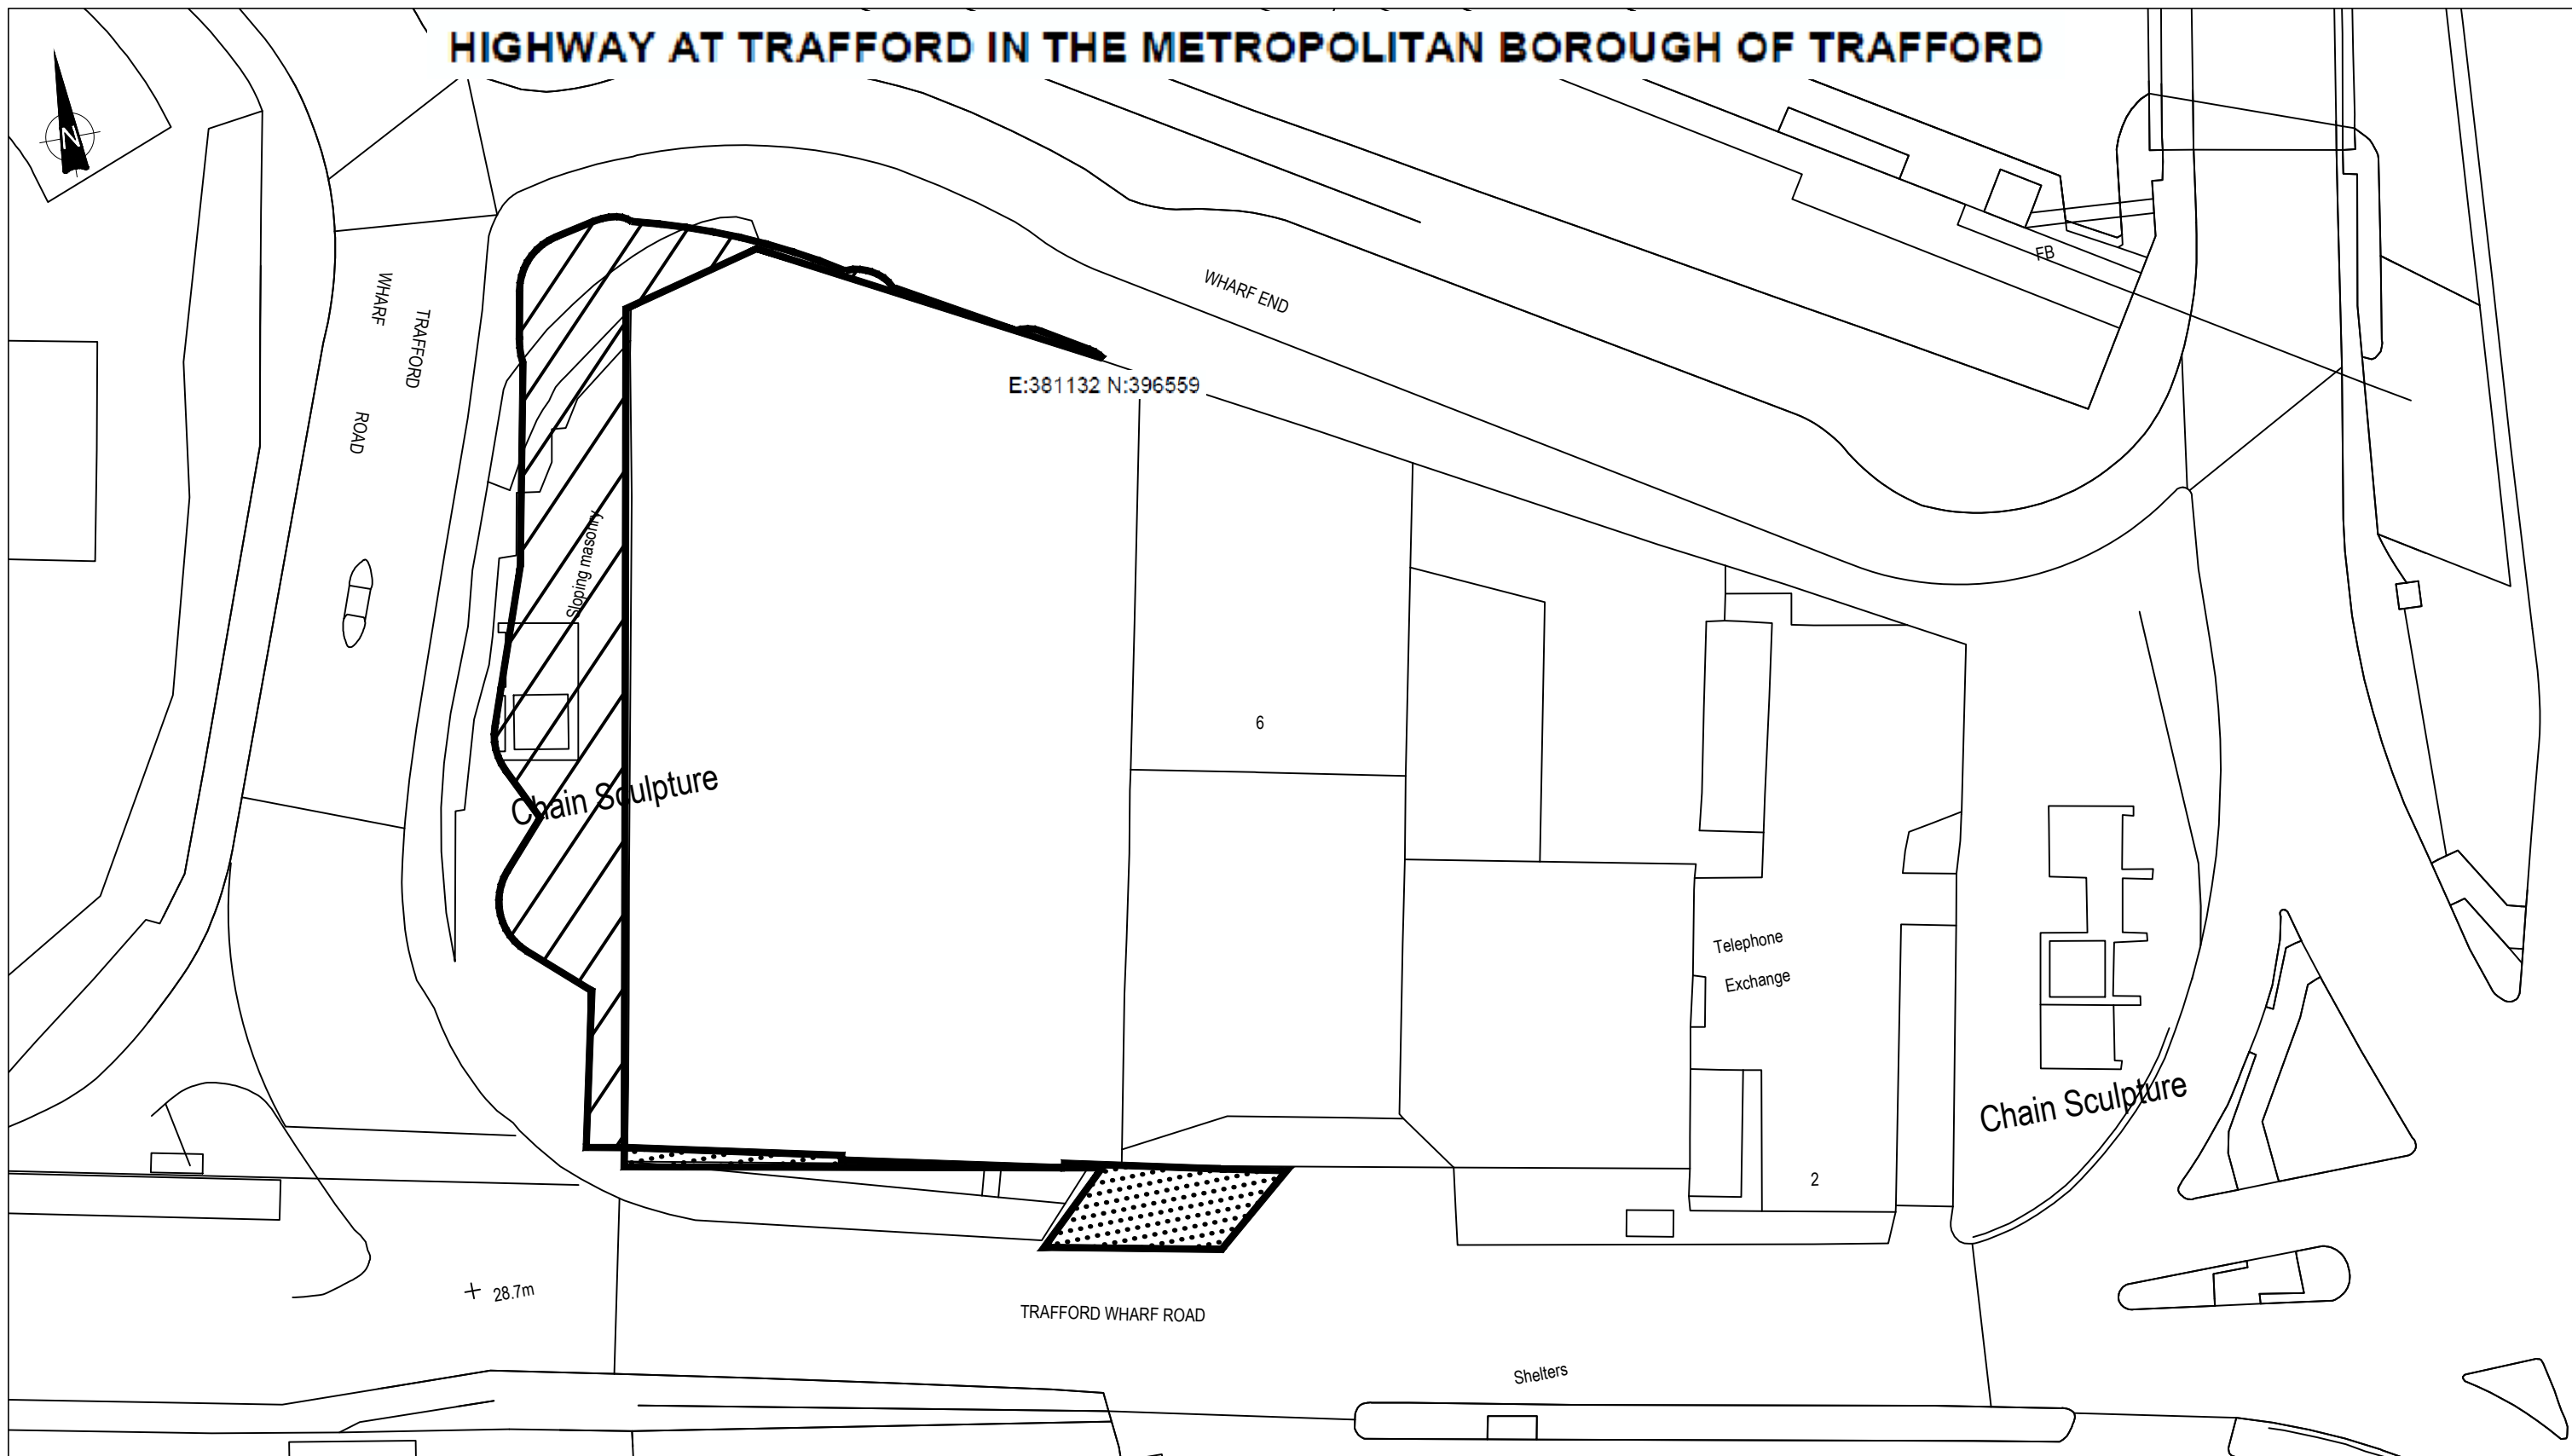 HIGHWAY AT TRAFFORD IN THE METROPOLITAN BOROUGH OF TRAFFORD
N
FB
WHARF END
TRAFFORD
WHARF
ROAD
E:381132 N:396559
Sloping masonry
6
Chain Sculpture
Telephone
Exchange
Chain Sculpture
2
28.7m
TRAFFORD WHARF ROAD
Shelters